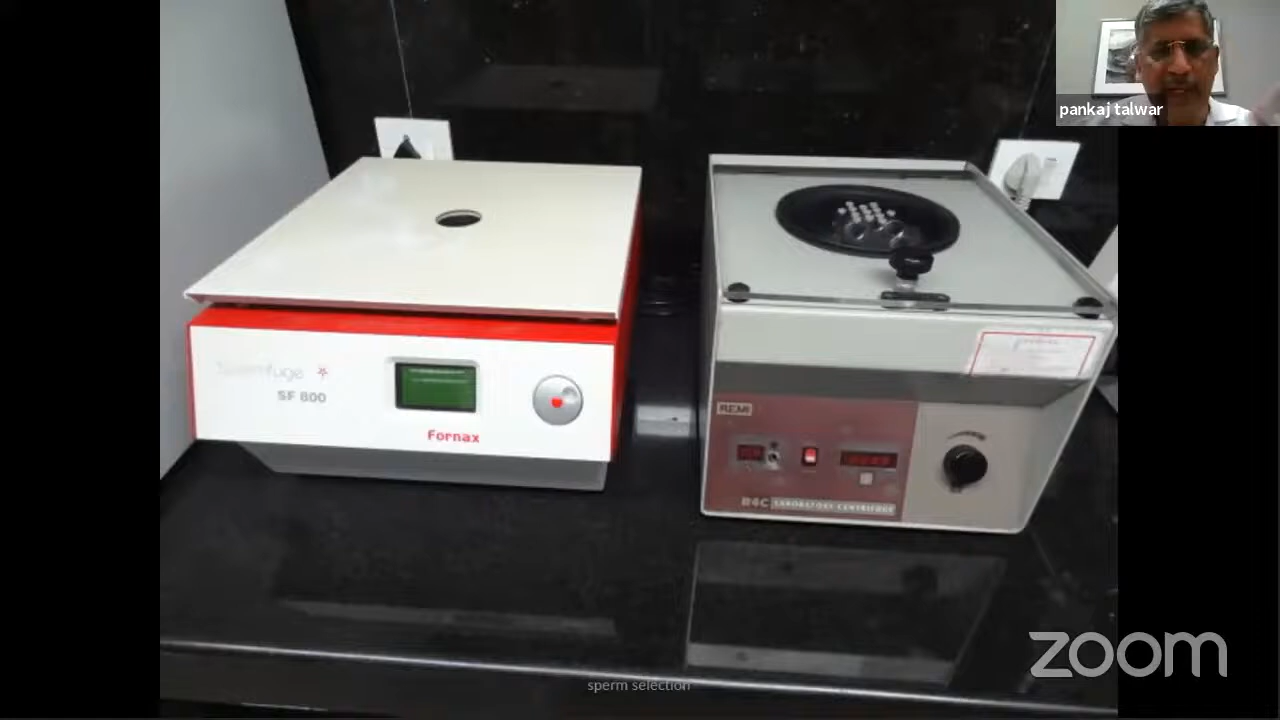 pankaj talwar
SF 800
Fornax
REMI
R4C LABORATORY CENTRIFUGE
sperm selection
zoom